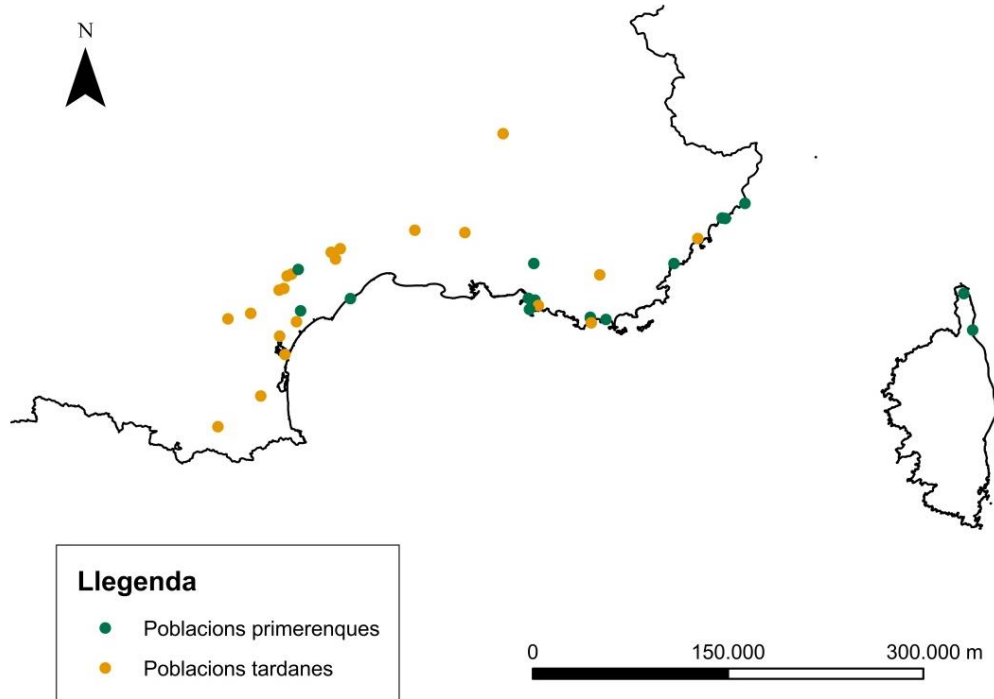 N
Llegenda
Poblacions primerenques
Poblacions tardanes
0 150.000 300.000 m